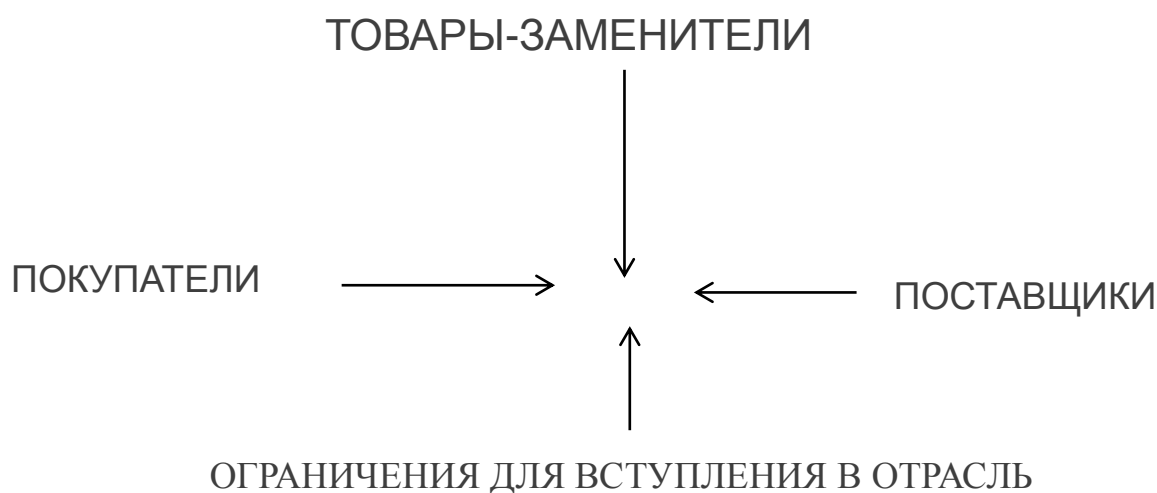 ТОВАРЫ-ЗАМЕНИТЕЛИ
ПОКУПАТЕЛИ
ПОСТАВЩИКИ
ОГРАНИЧЕНИЯ ДЛЯ ВСТУПЛЕНИЯ В ОТРАСЛЬ